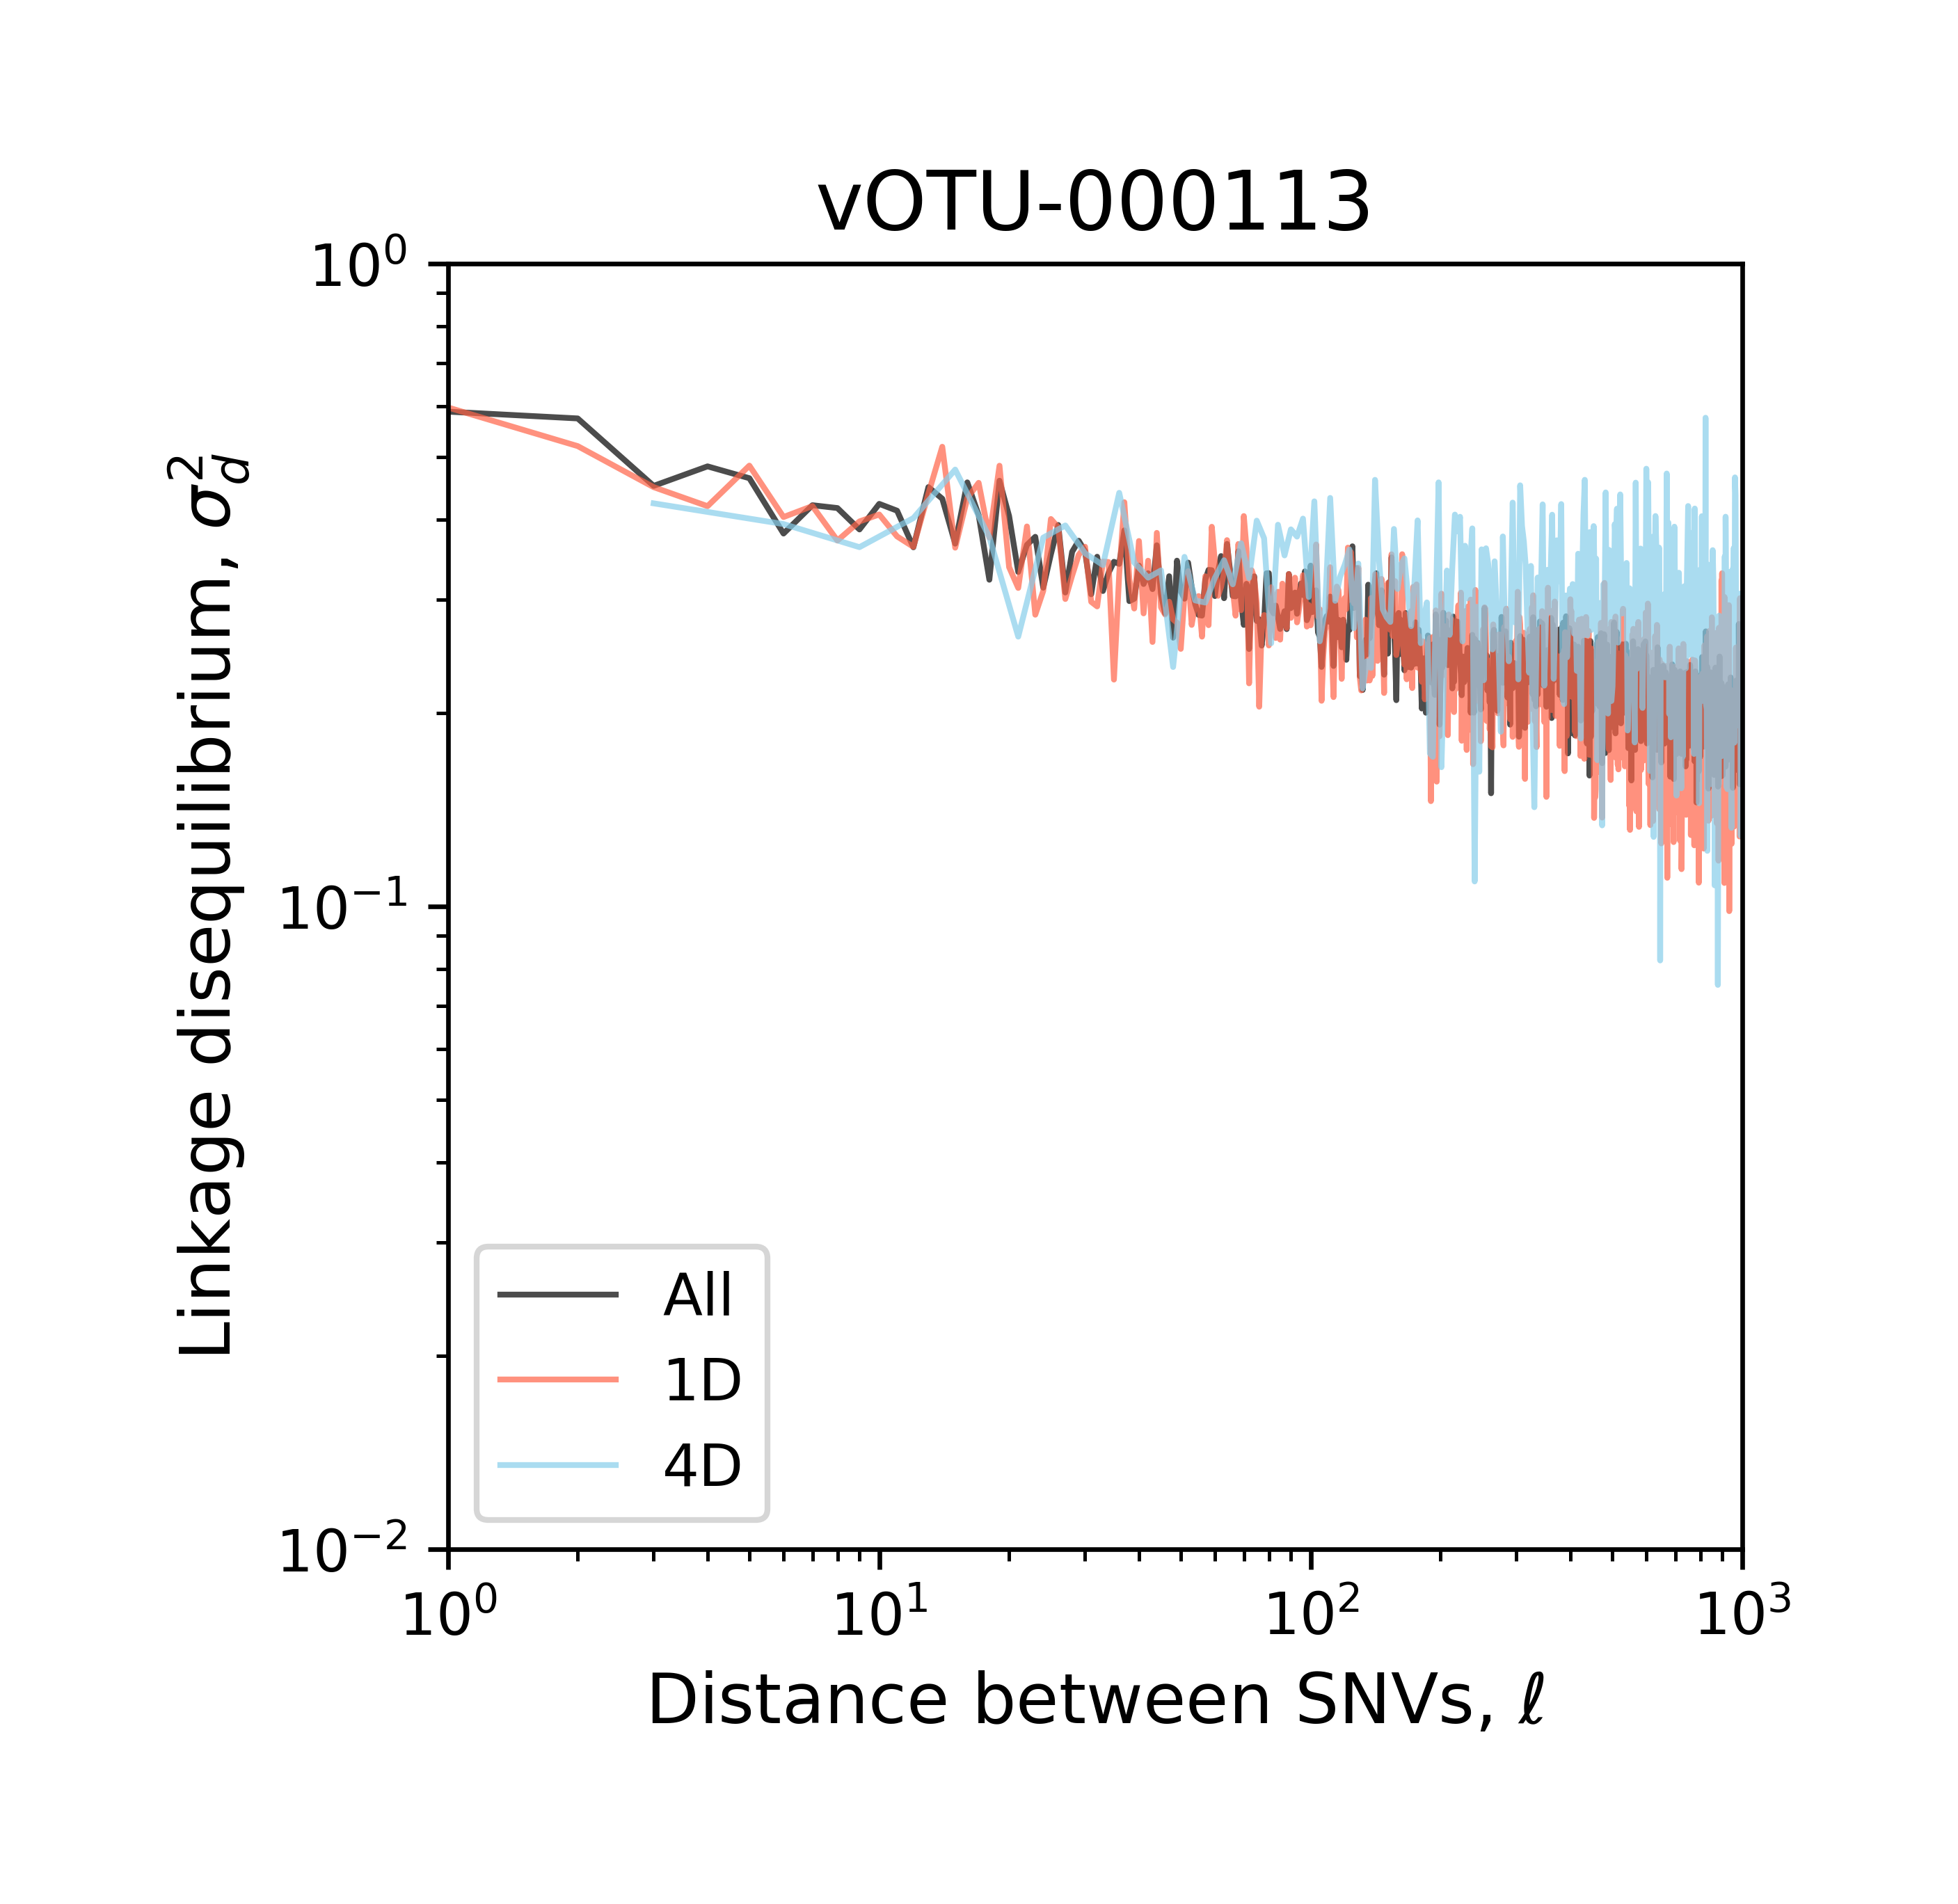 vOTU-000113
Linkage disequilibrium, σ_d^2
10^0
10^−1
10^−2
All
1D
4D
10^0 10^1 10^2 10^3
Distance between SNVs, ℓ